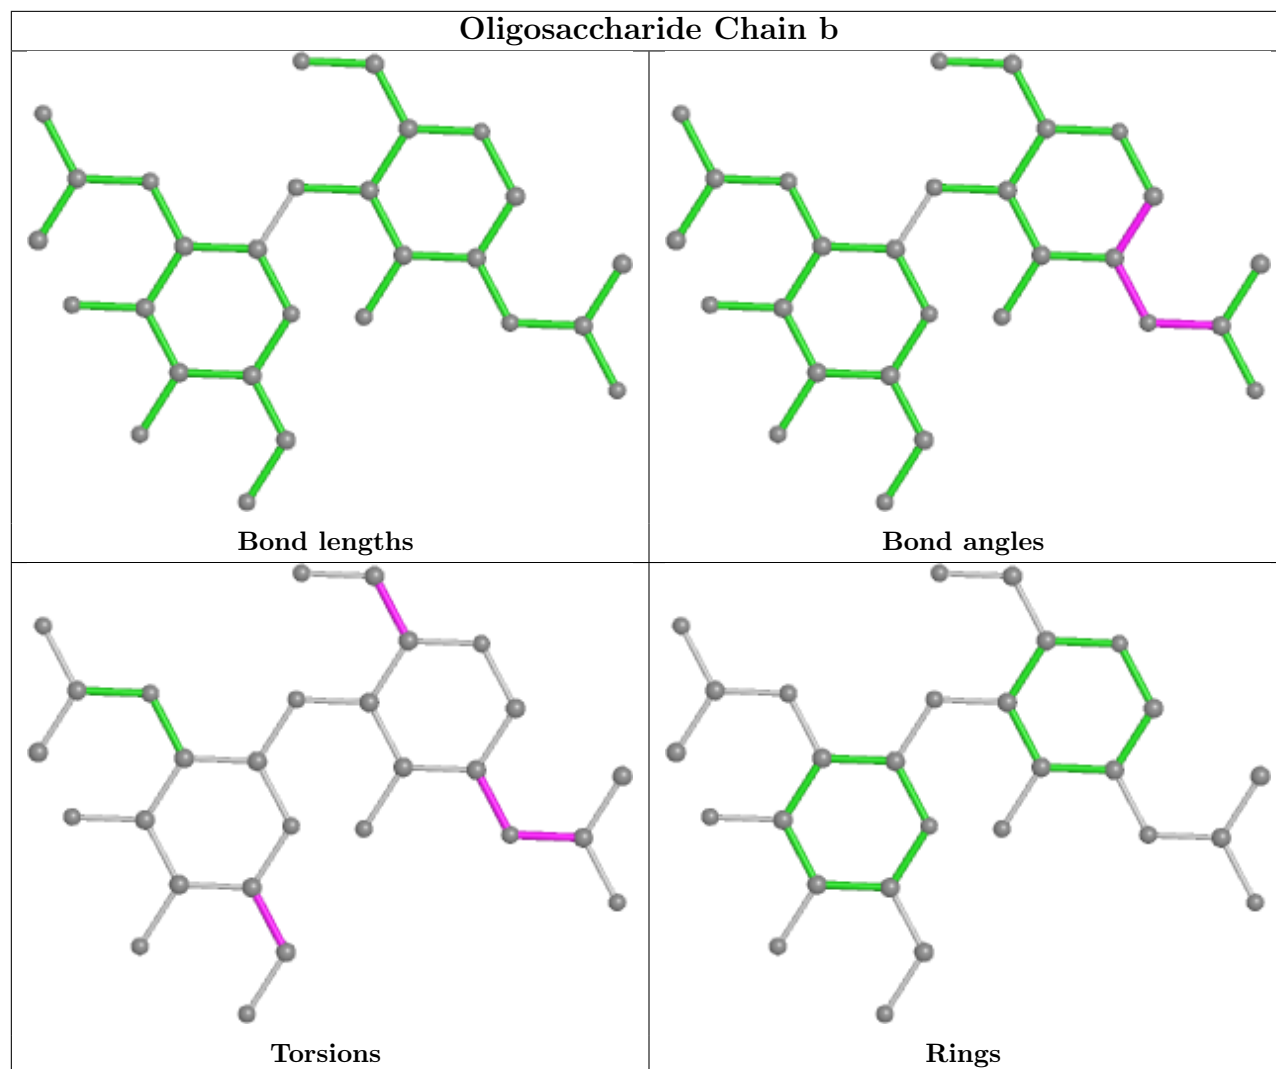 Oligosaccharide Chain b
Bond lengths
Bond angles
Torsions
Rings